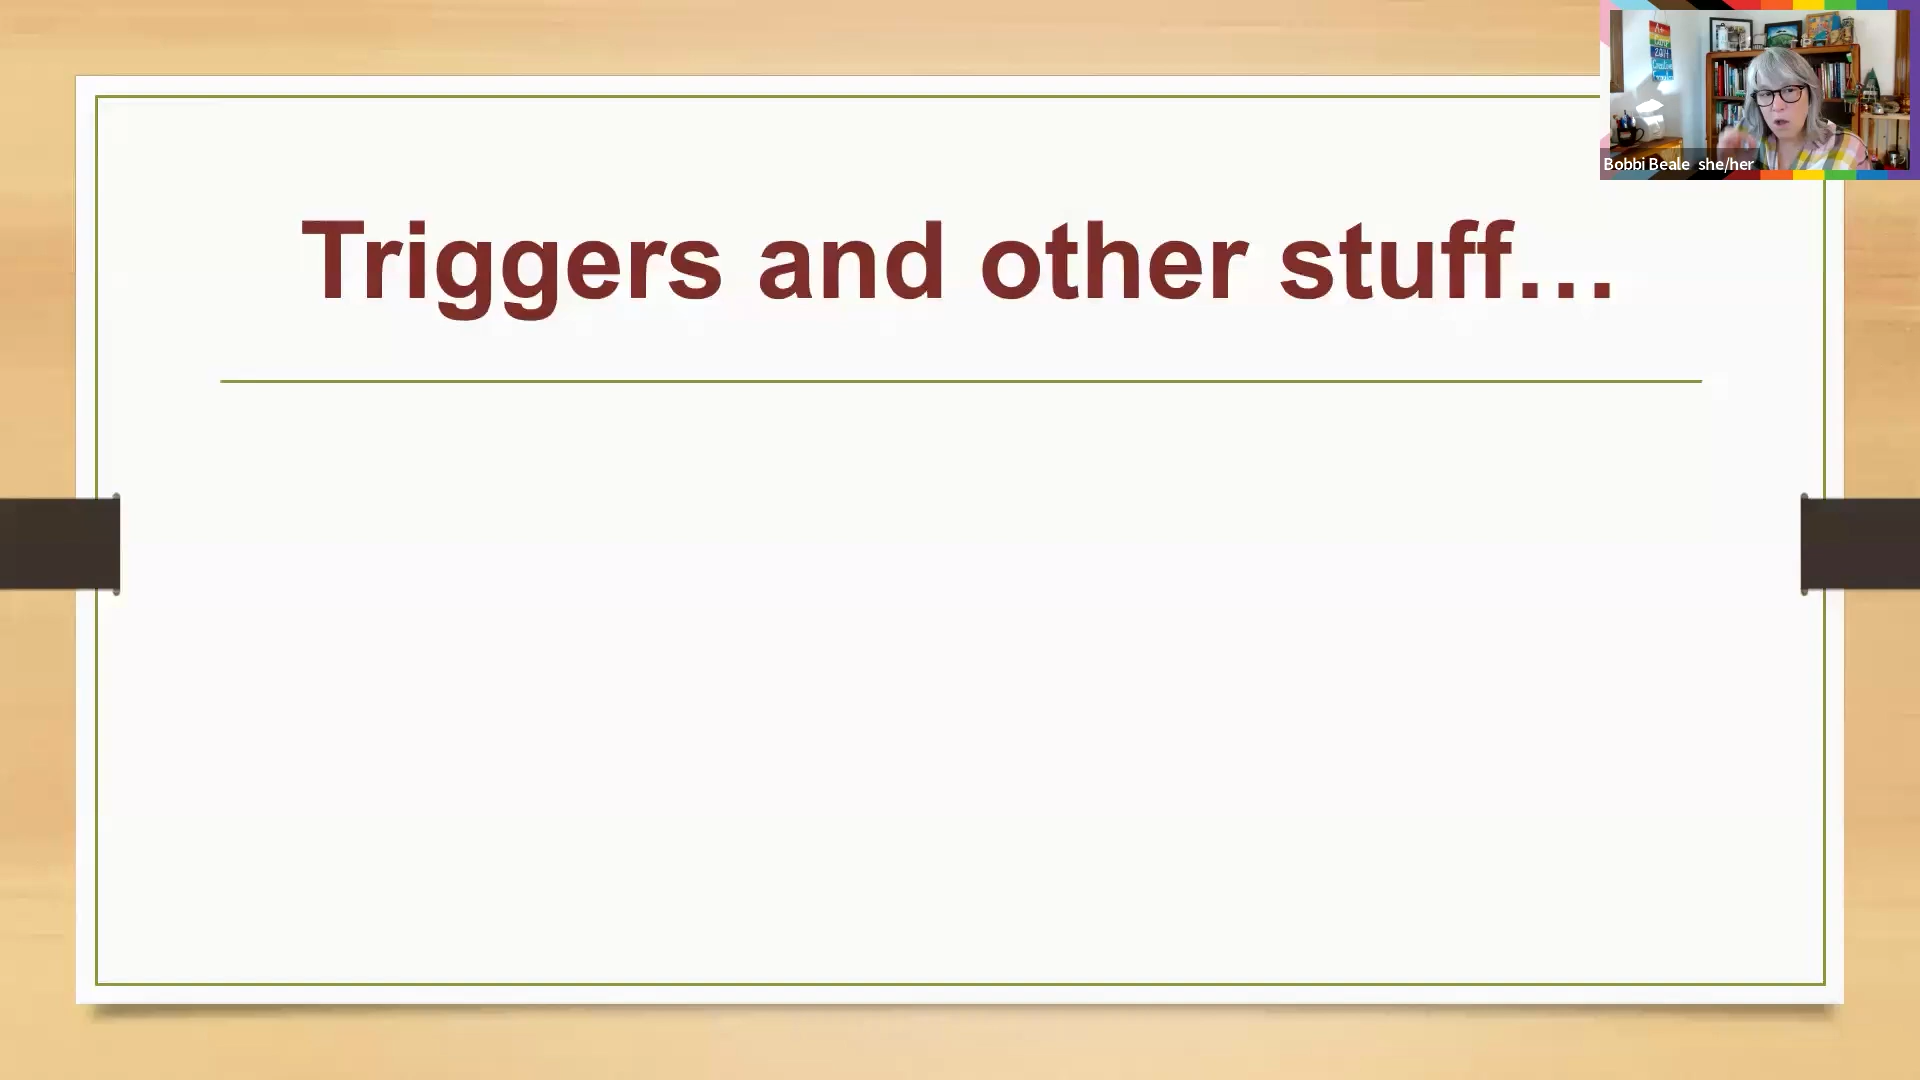 Triggers and other stuff…
Bobbi Beale she/her